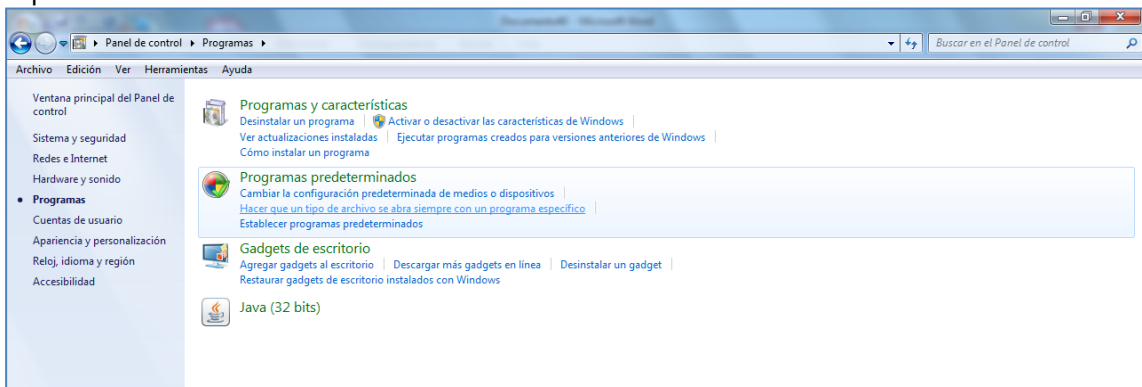 Panel de control ▸ Programas ▸
Buscar en el Panel de control
Archivo Edición Ver Herramientas Ayuda
Ventana principal del Panel de
control
Sistema y seguridad
Redes e Internet
Hardware y sonido
Programas
Cuentas de usuario
Apariencia y personalización
Reloj, idioma y región
Accesibilidad
Programas y características
Desinstalar un programa Activar o desactivar las características de Windows
Ver actualizaciones instaladas Ejecutar programas creados para versiones anteriores de Windows
Cómo instalar un programa
Programas predeterminados
Cambiar la configuración predeterminada de medios o dispositivos
Hacer que un tipo de archivo se abra siempre con un programa específico
Establecer programas predeterminados
Gadgets de escritorio
Agregar gadgets al escritorio Descargar más gadgets en línea Desinstalar un gadget
Restaurar gadgets de escritorio instalados con Windows
Java (32 bits)